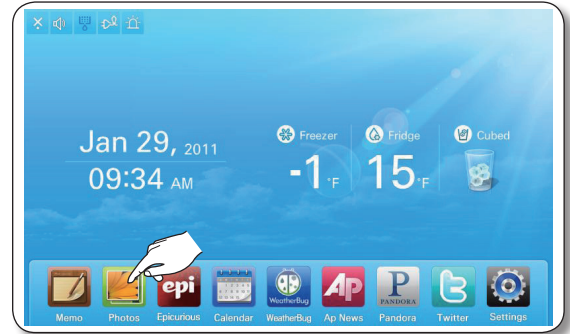 Jan 29, 2011
09:34 AM
Freezer
-1 °F
Fridge
15 °F
Cubed
epi
WeatherBug
AP
P
PANDORA
Memo
Photos
Epicurious
Calendar
WeatherBug
Ap News
Pandora
Twitter
Settings